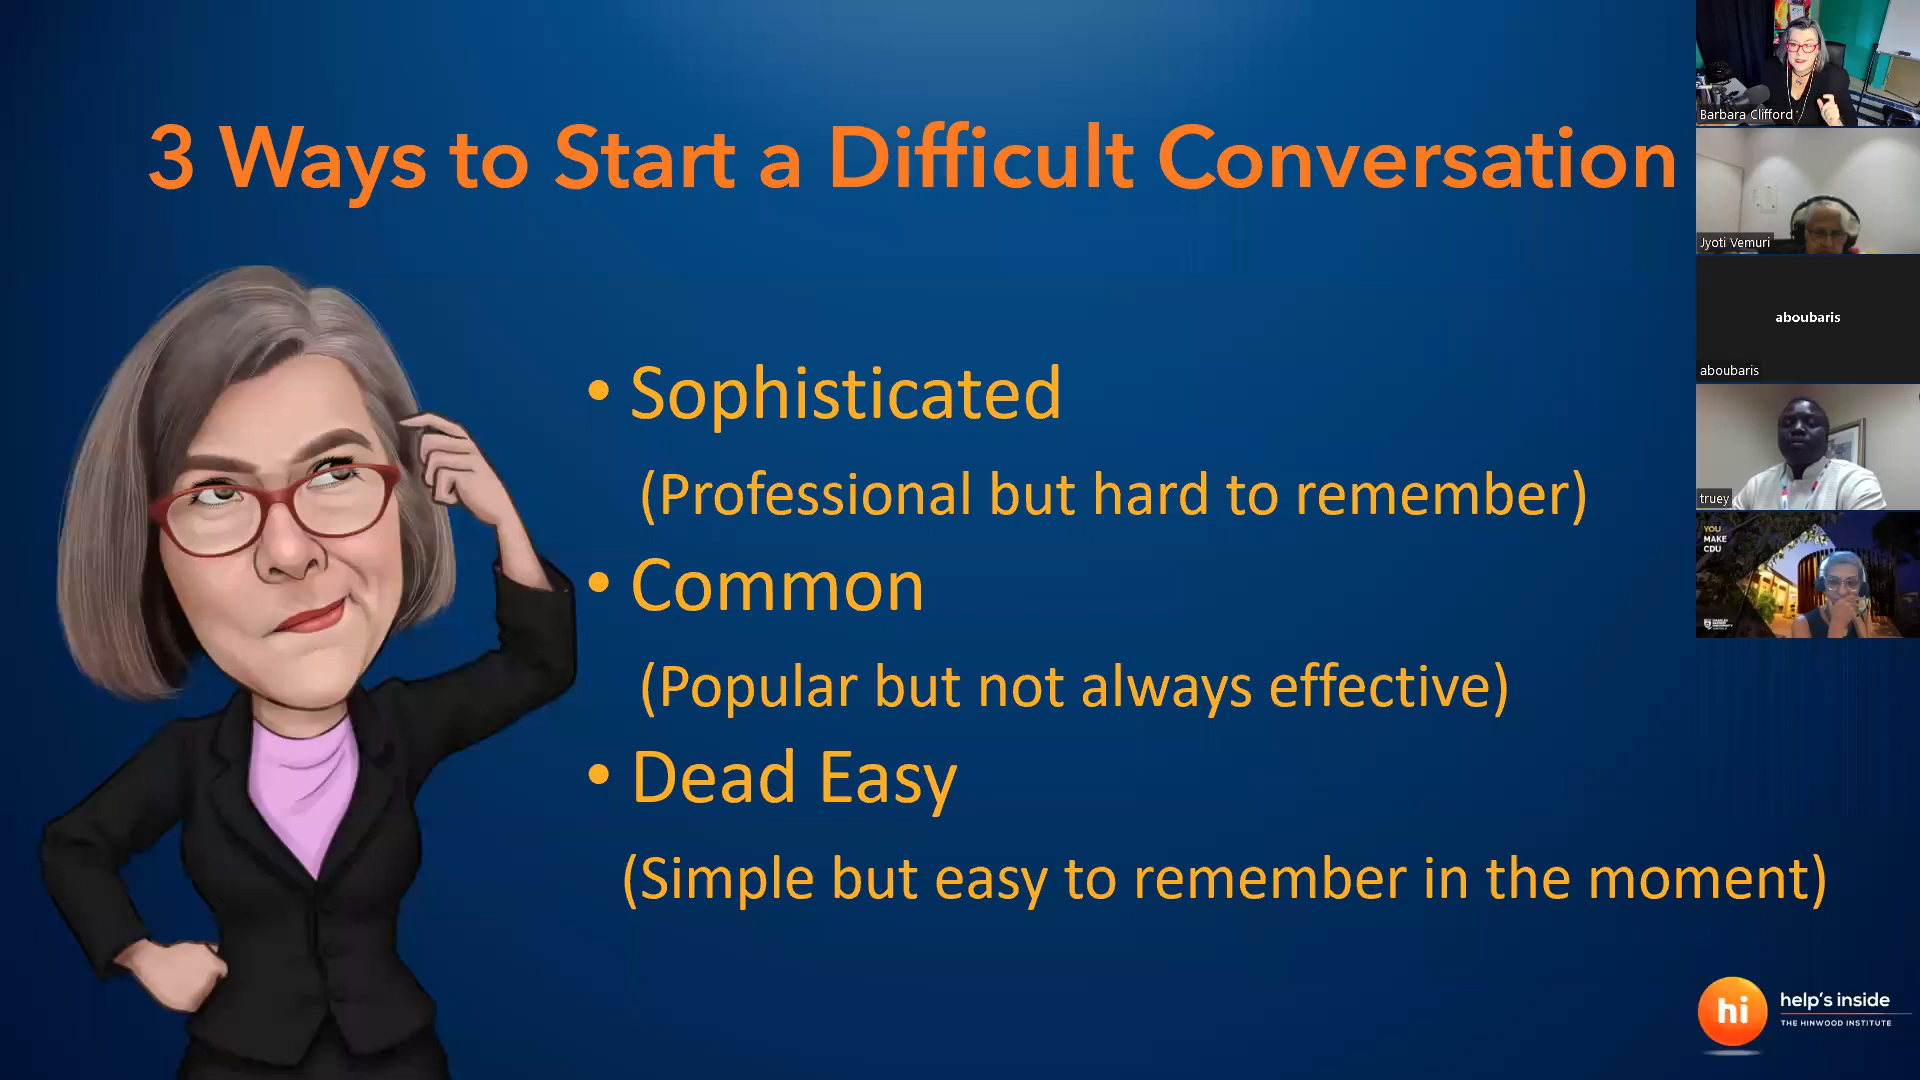 3 Ways to Start a Difficult Conversation
• Sophisticated
(Professional but hard to remember)
• Common
(Popular but not always effective)
• Dead Easy
(Simple but easy to remember in the moment)
Barbara Clifford
Jyoti Vemuri
aboubaris
aboubaris
truey
YOU
MAKE
CDU
hi
help's inside
THE HINWOOD INSTITUTE